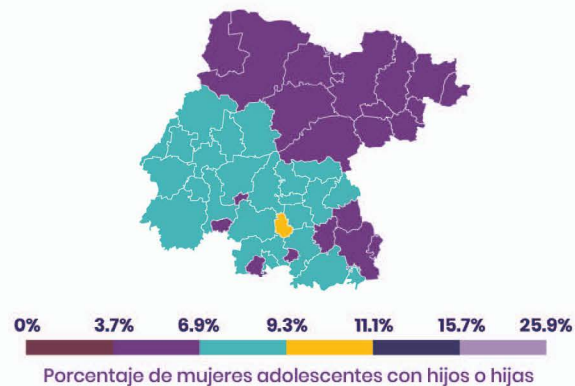 0% 3.7% 6.9% 9.3% 11.1% 15.7% 25.9%
Porcentaje de mujeres adolescentes con hijos o hijas